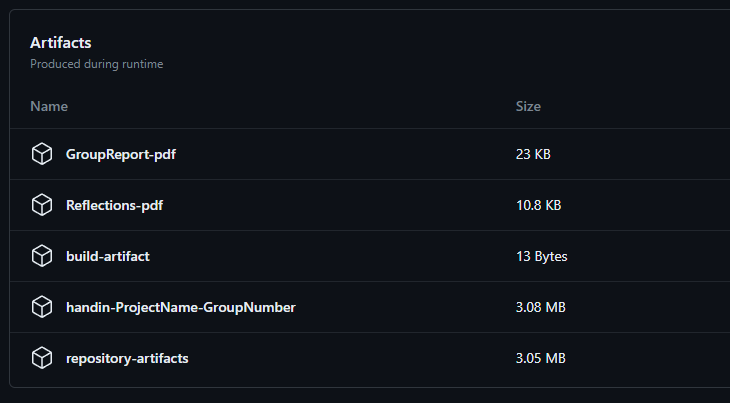 Artifacts
Produced during runtime
Name Size
GroupReport-pdf 23 KB
Reflections-pdf 10.8 KB
build-artifact 13 Bytes
handin-ProjectName-GroupNumber 3.08 MB
repository-artifacts 3.05 MB